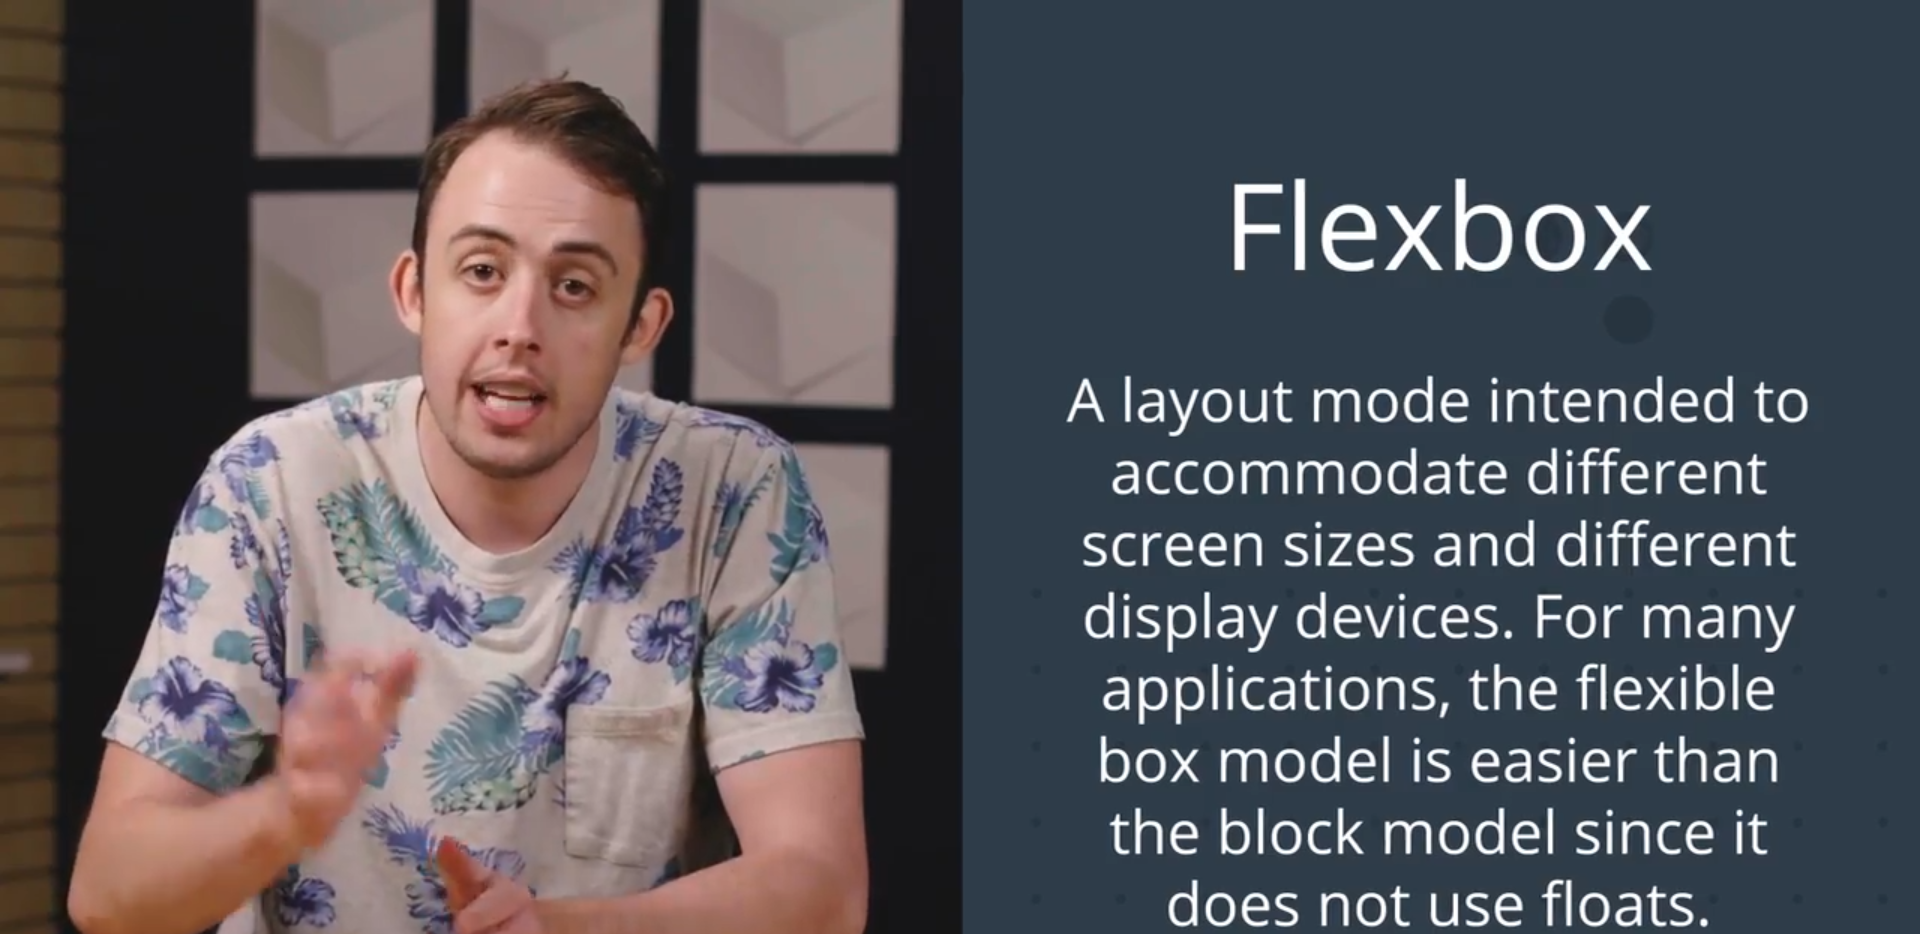 Flexbox
A layout mode intended to
accommodate different
screen sizes and different
display devices. For many
applications, the flexible
box model is easier than
the block model since it
does not use floats.